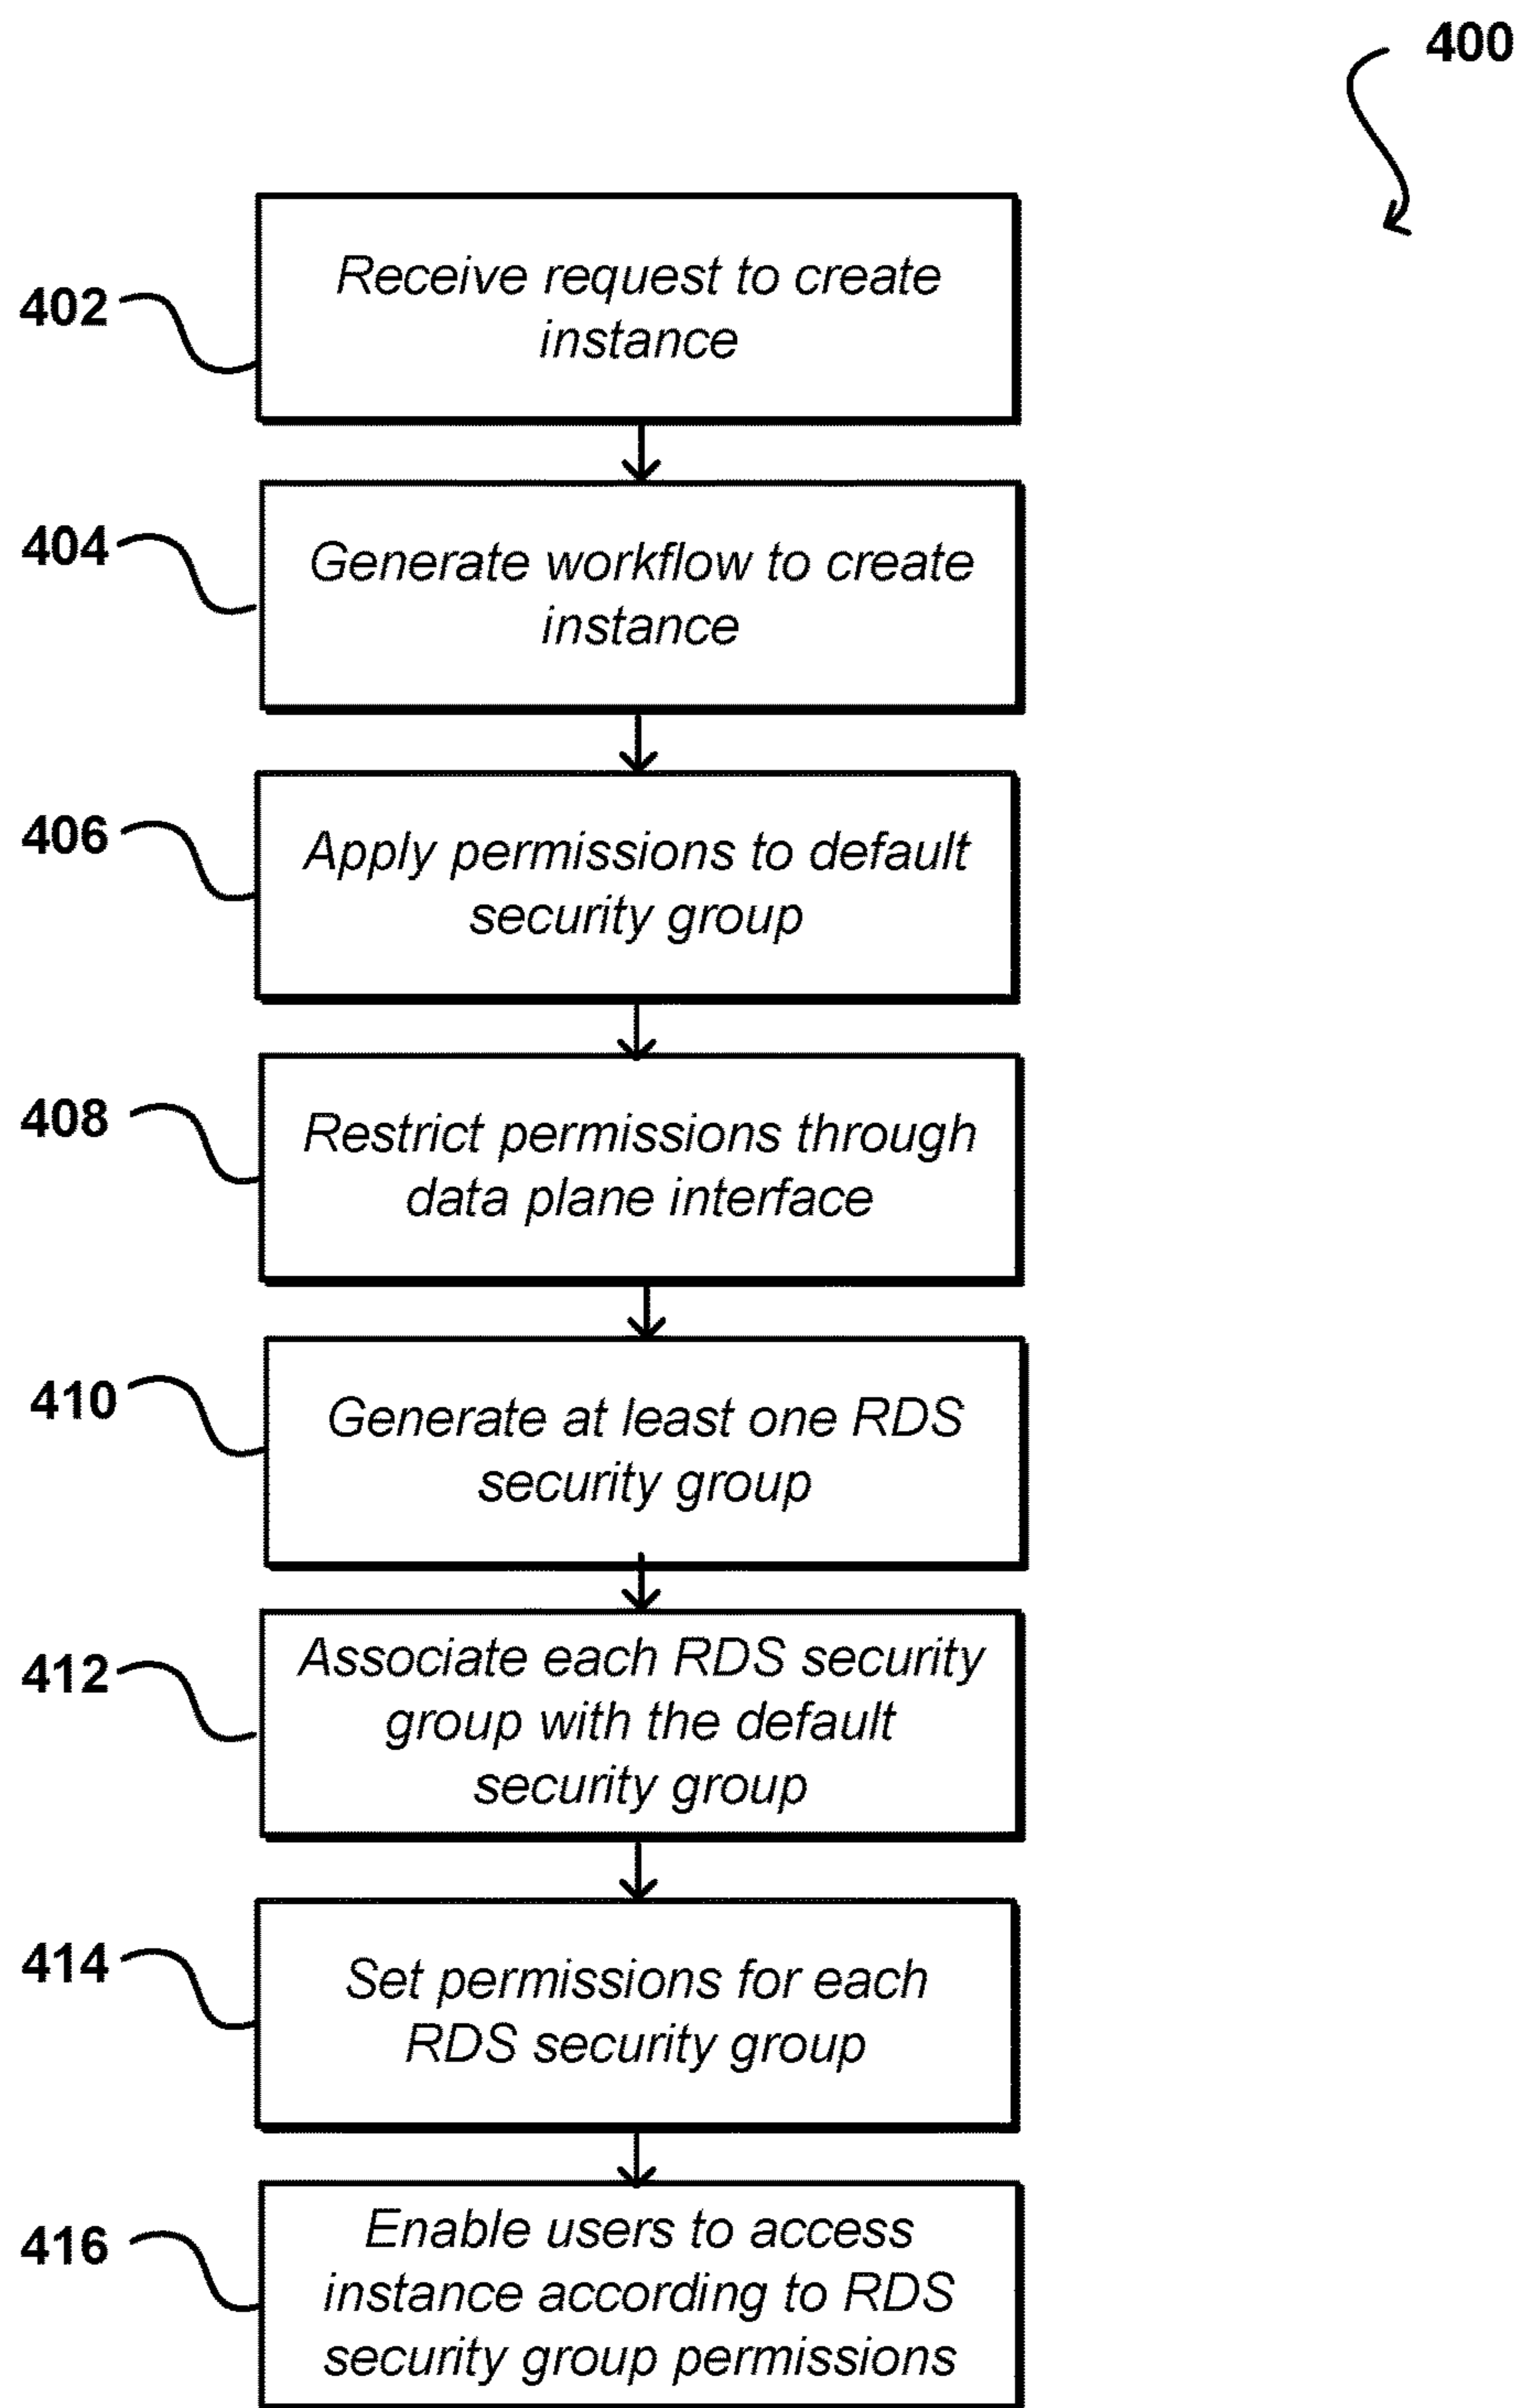 400
402
Receive request to create
instance
404
Generate workflow to create
instance
406
Apply permissions to default
security group
408
Restrict permissions through
data plane interface
410
Generate at least one RDS
security group
412
Associate each RDS security
group with the default
security group
414
Set permissions for each
RDS security group
416
Enable users to access
instance according to RDS
security group permissions